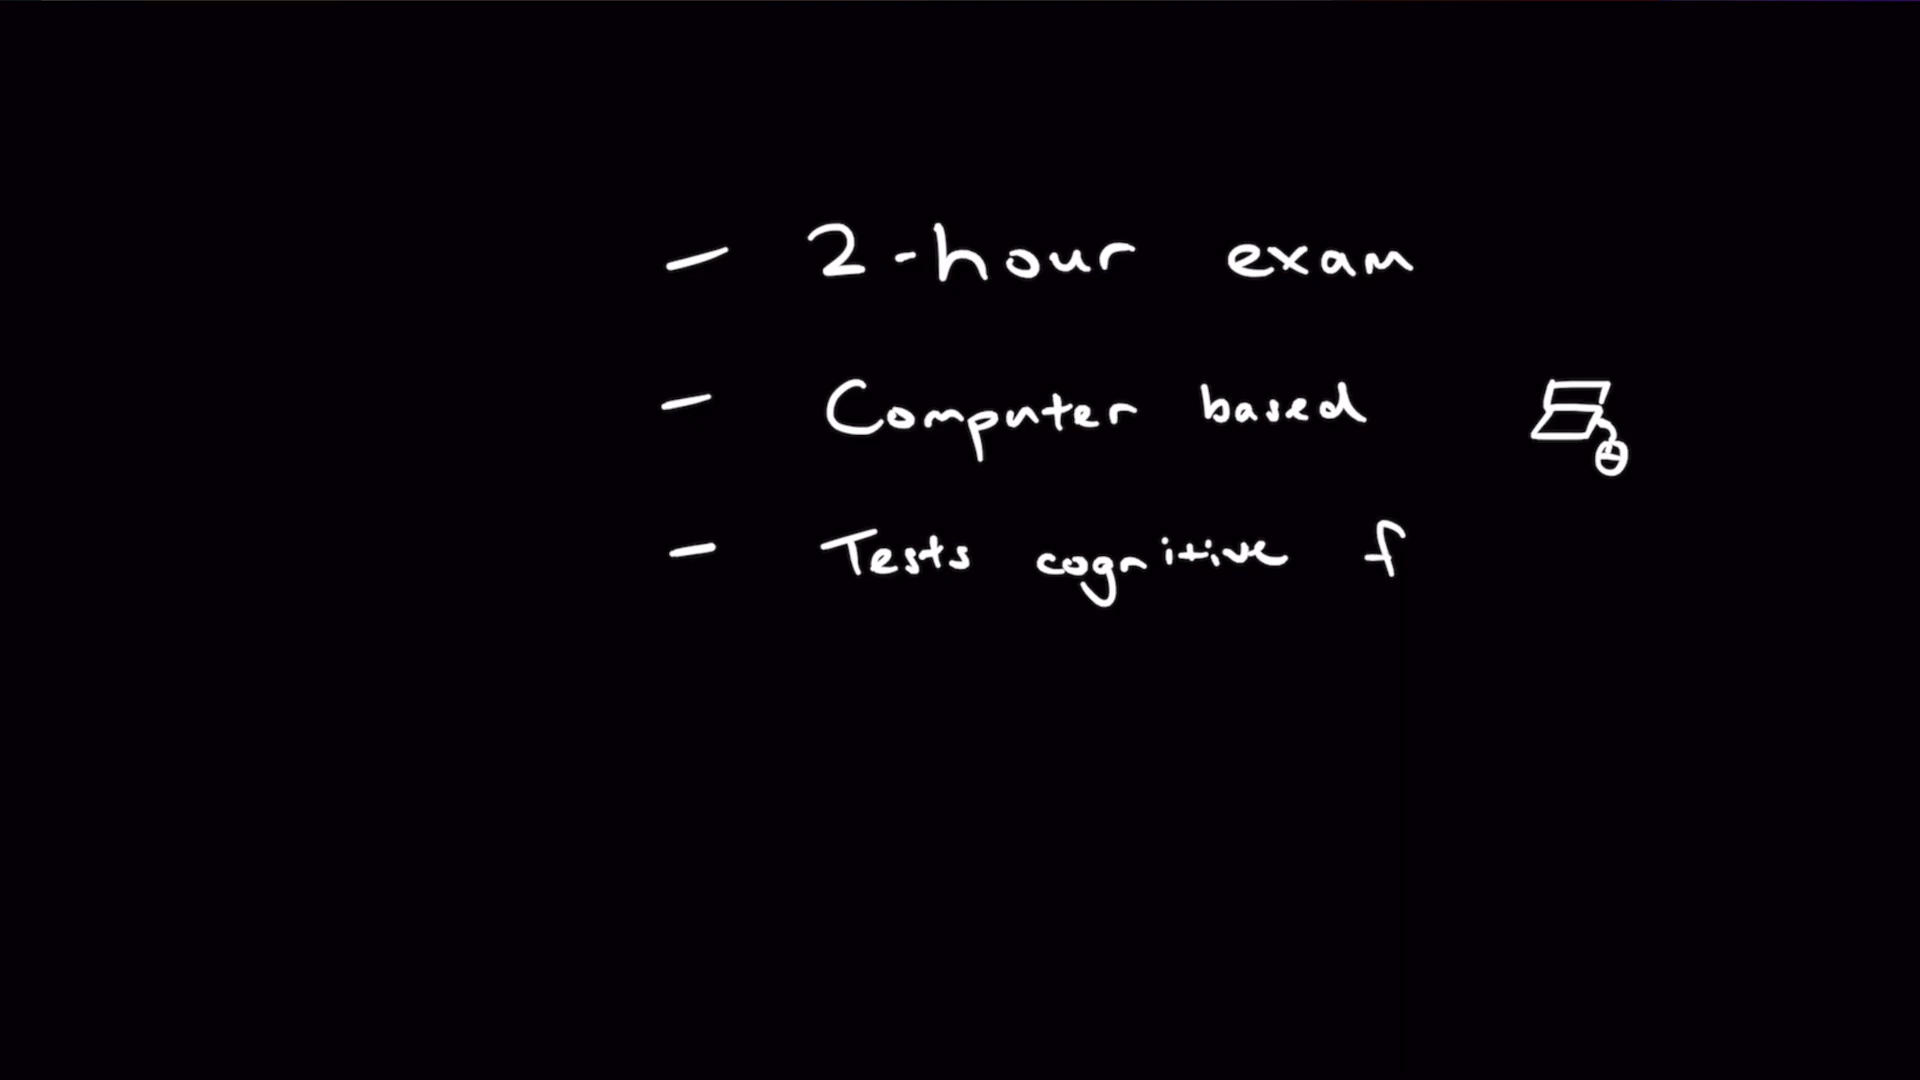 - 2-hour exam
- Computer based
- Tests cognitive f